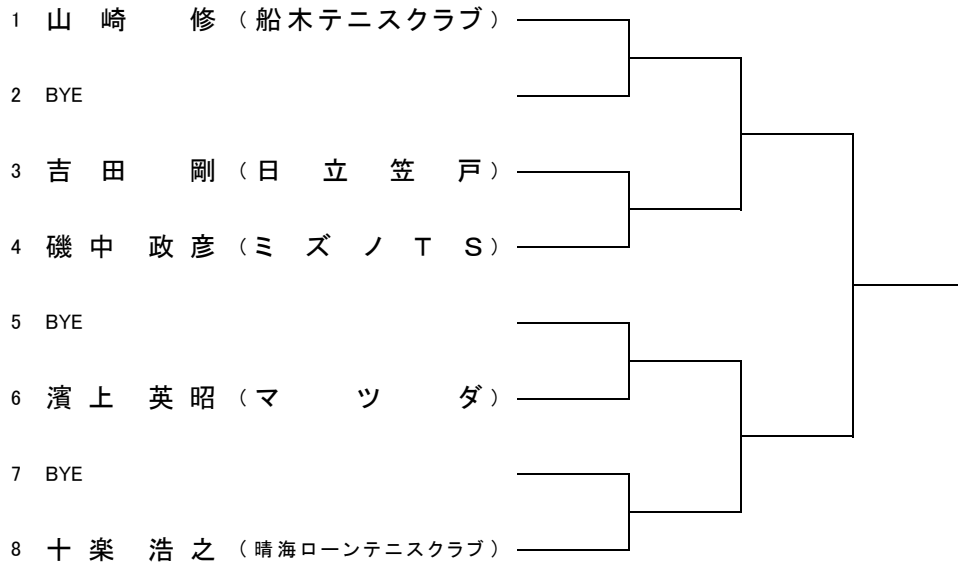 1 山崎 修（船木テニスクラブ）
2 BYE
3 吉田 剛（日立笠戸）
4 磯中 政彦（ミズノＴＳ）
5 BYE
6 濱上 英昭（マツダ）
7 BYE
8 十楽 浩之（晴海ローンテニスクラブ）